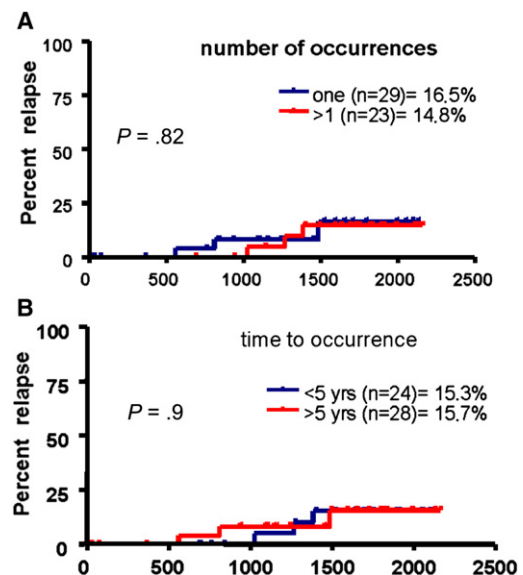 A
number of occurrences
100
75
50
25
0
Percent relapse
one (n=29)= 16.5%
>1 (n=23)= 14.8%
P = .82
0 500 1000 1500 2000 2500
B
time to occurrence
100
75
50
25
0
Percent relapse
<5 yrs (n=24)= 15.3%
>5 yrs (n=28)= 15.7%
P = .9
0 500 1000 1500 2000 2500